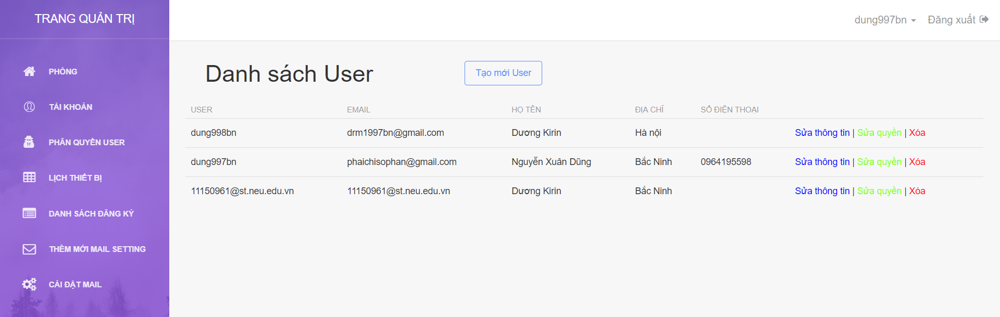 TRANG QUẢN TRỊ
dung997bn Đăng xuất
PHÒNG
TÀI KHOẢN
PHÂN QUYỀN USER
LỊCH THIẾT BỊ
DANH SÁCH ĐĂNG KÝ
THÊM MỚI MAIL SETTING
CÀI ĐẶT MAIL
Danh sách User Tạo mới User
USER EMAIL HỌ TÊN ĐỊA CHỈ SỐ ĐIỆN THOẠI
dung998bn drm1997bn@gmail.com Dương Kirin Hà nội Sửa thông tin | Sửa quyền | Xóa
dung997bn phaichisophan@gmail.com Nguyễn Xuân Dũng Bắc Ninh 0964195598 Sửa thông tin | Sửa quyền | Xóa
11150961@st.neu.edu.vn 11150961@st.neu.edu.vn Dương Kirin Bắc Ninh Sửa thông tin | Sửa quyền | Xóa